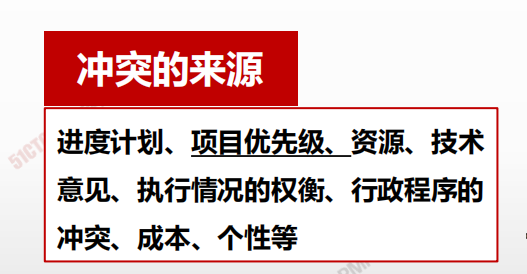 冲突的来源
进度计划、项目优先级、资源、技术
意见、执行情况的权衡、行政程序的
冲突、成本、个性等
51CTO